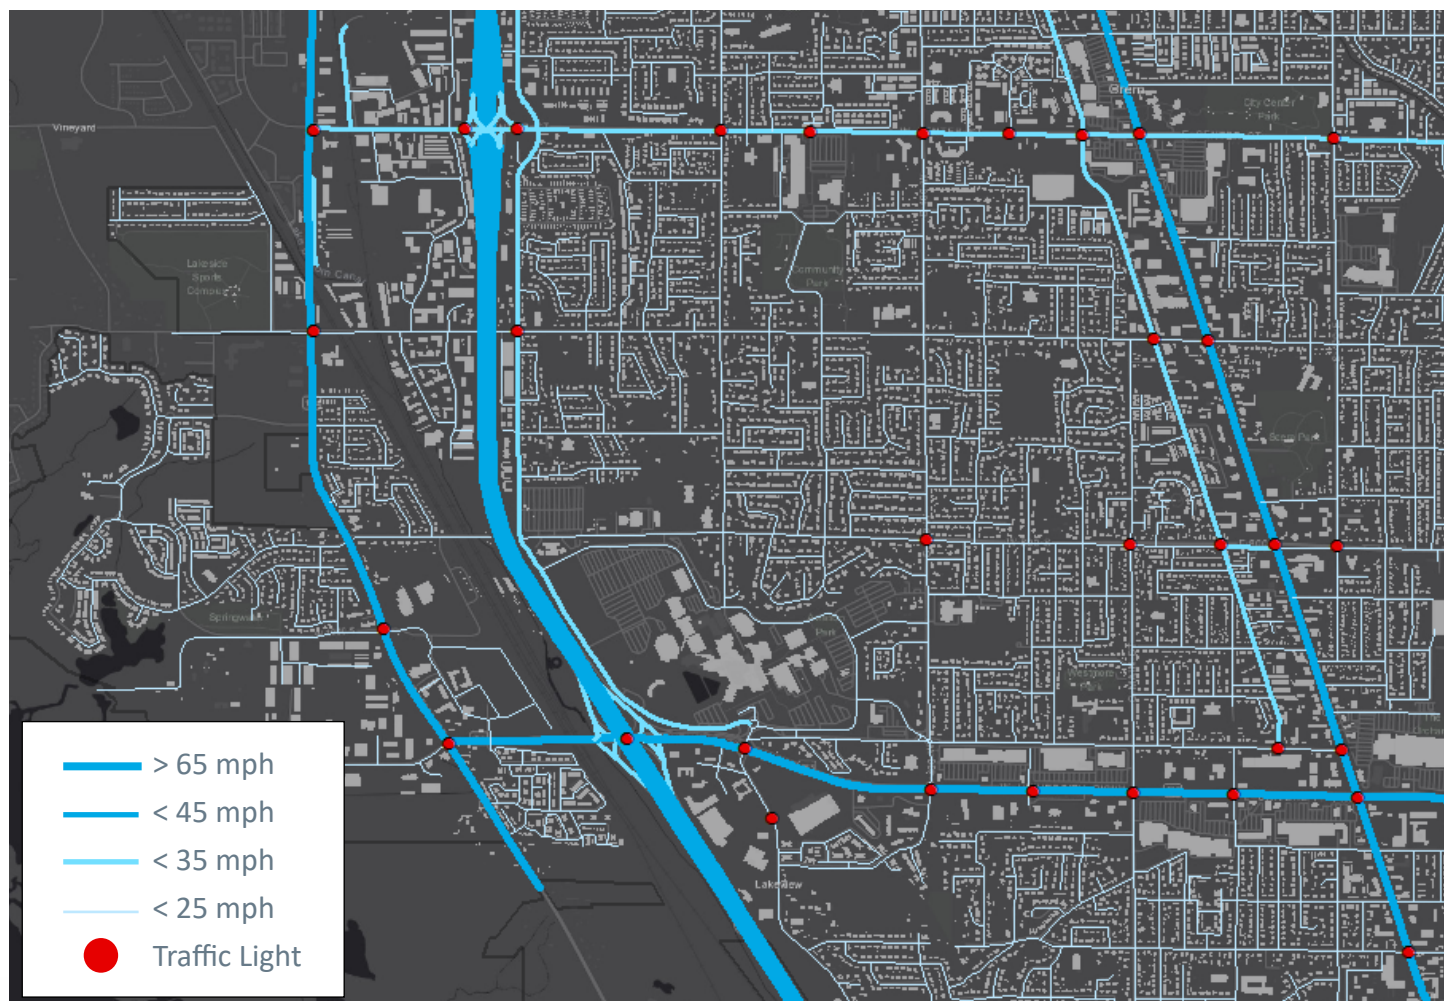 Orem
City Center
Park
Vineyard
Lakeside
Sports
Community
Park
Park
Springwater
Westmore
Park
Lakeview
> 65 mph
< 45 mph
< 35 mph
< 25 mph
Traffic Light